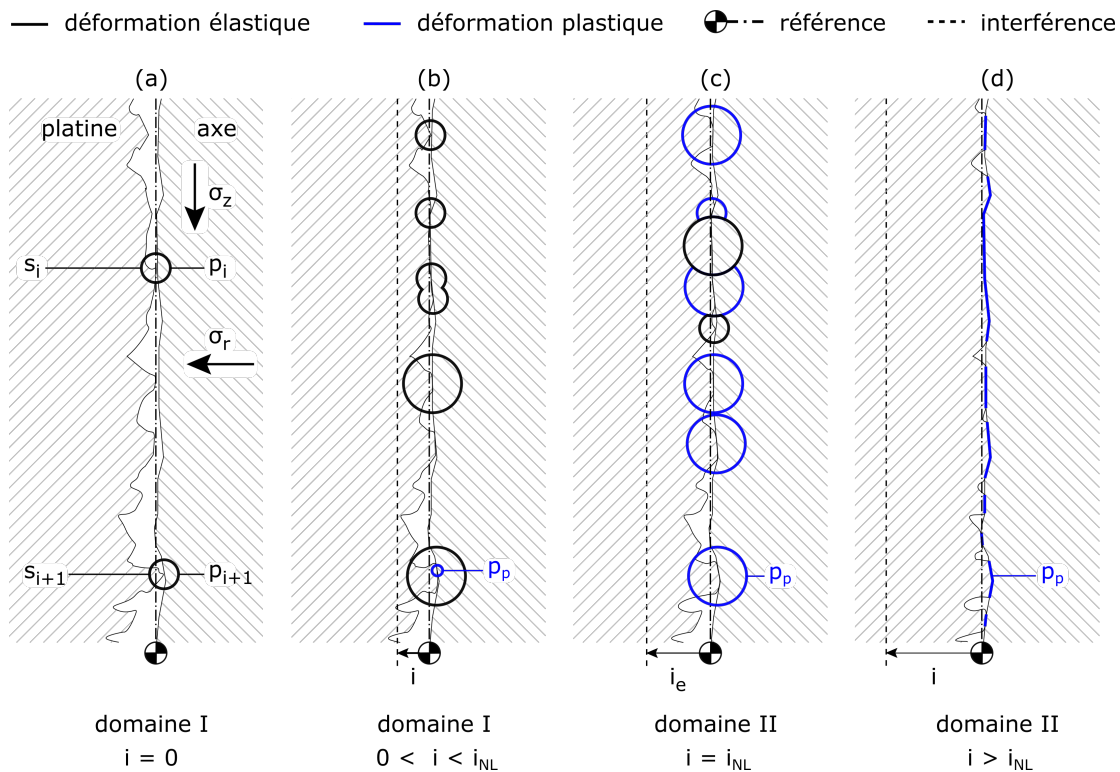 déformation élastique déformation plastique référence interférence
(a) (b) (c) (d)
platine axe
σz
si pi
σr
si+1 pi+1 pp pp pp
i ie i
domaine I domaine I domaine II domaine II
i = 0 0 < i < iNL i = iNL i > iNL